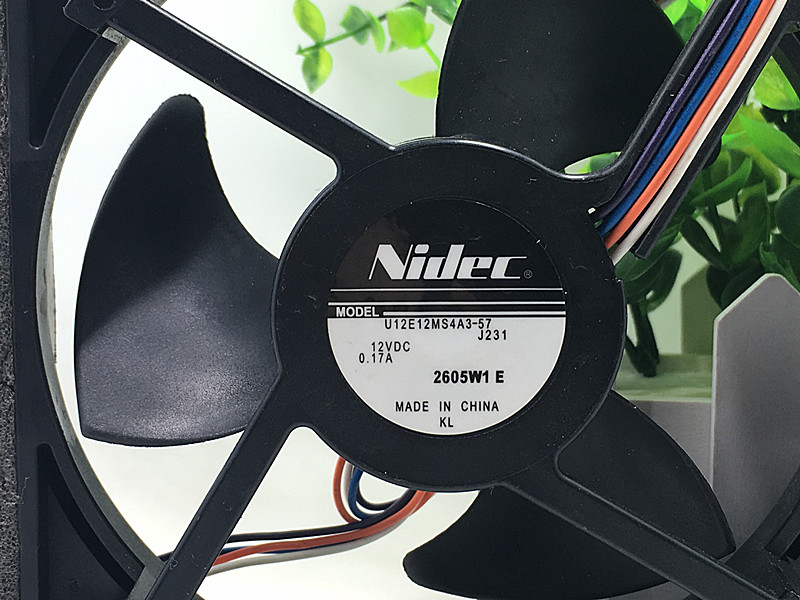 Nidec®
MODEL
U12E12MS4A3-57
J231
12VDC
0.17A
2605W1 E
MADE IN CHINA
KL